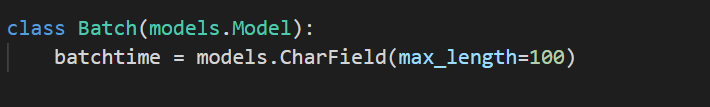 class Batch(models.Model):
    batchtime = models.CharField(max_length=100)